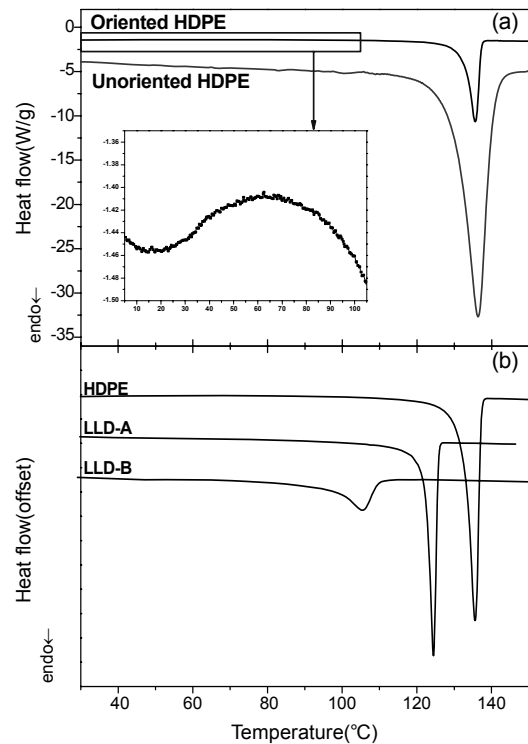 (a)
Oriented HDPE
Unoriented HDPE
Heat flow(W/g)
endo←
0
-5
-10
-15
-20
-25
-30
-35
-1.36
-1.38
-1.40
-1.42
-1.44
-1.46
-1.48
-1.50
10 20 30 40 50 60 70 80 90 100
(b)
HDPE
LLD-A
LLD-B
Heat flow(offset)
endo←
40 60 80 100 120 140
Temperature(°C)